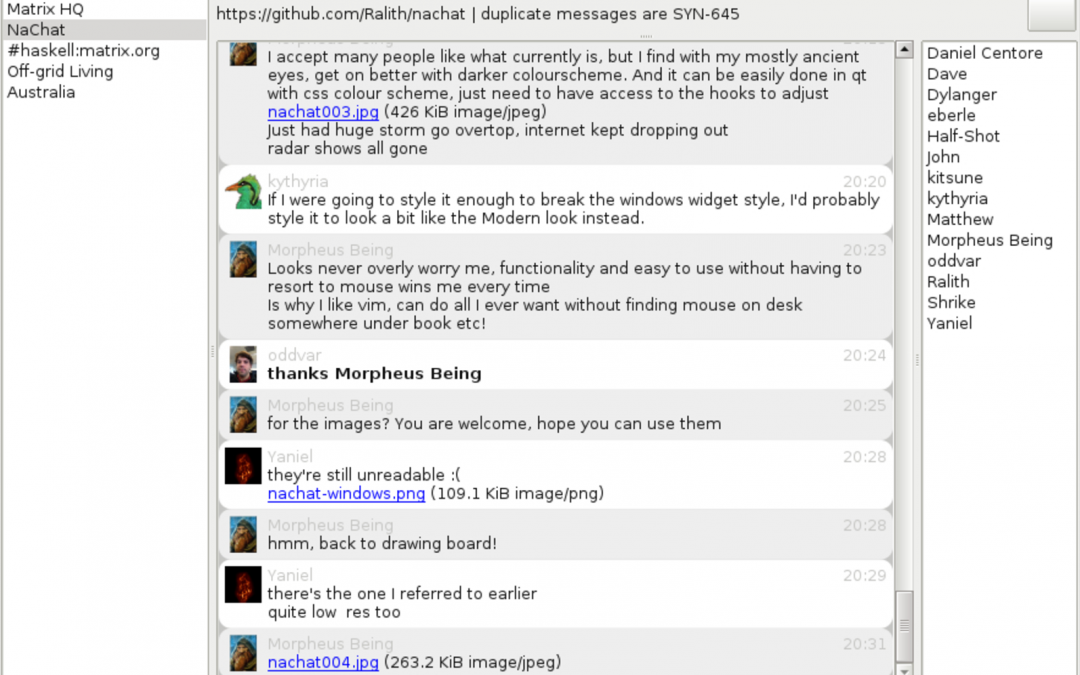 Matrix HQ
NaChat
#haskell:matrix.org
Off-grid Living
Australia
https://github.com/Ralith/nachat | duplicate messages are SYN-645
I accept many people like what currently is, but I find with my mostly ancient
eyes, get on better with darker colourscheme. And it can be easily done in qt
with css colour scheme, just need to have access to the hooks to adjust
nachat003.jpg (426 KiB image/jpeg)
Just had huge storm go overtop, internet kept dropping out
radar shows all gone
kythyria 20:20
If I were going to style it enough to break the windows widget style, I'd probably
style it to look a bit like the Modern look instead.
Morpheus Being 20:23
Looks never overly worry me, functionality and easy to use without having to
resort to mouse wins me every time
Is why I like vim, can do all I ever want without finding mouse on desk
somewhere under book etc!
oddvar 20:24
thanks Morpheus Being
Morpheus Being 20:25
for the images? You are welcome, hope you can use them
Yaniel 20:28
they're still unreadable :(
nachat-windows.png (109.1 KiB image/png)
Morpheus Being 20:28
hmm, back to drawing board!
Yaniel 20:29
there's the one I referred to earlier
quite low  res too
Morpheus Being 20:31
nachat004.jpg (263.2 KiB image/jpeg)
Daniel Centore
Dave
Dylanger
eberle
Half-Shot
John
kitsune
kythyria
Matthew
Morpheus Being
oddvar
Ralith
Shrike
Yaniel